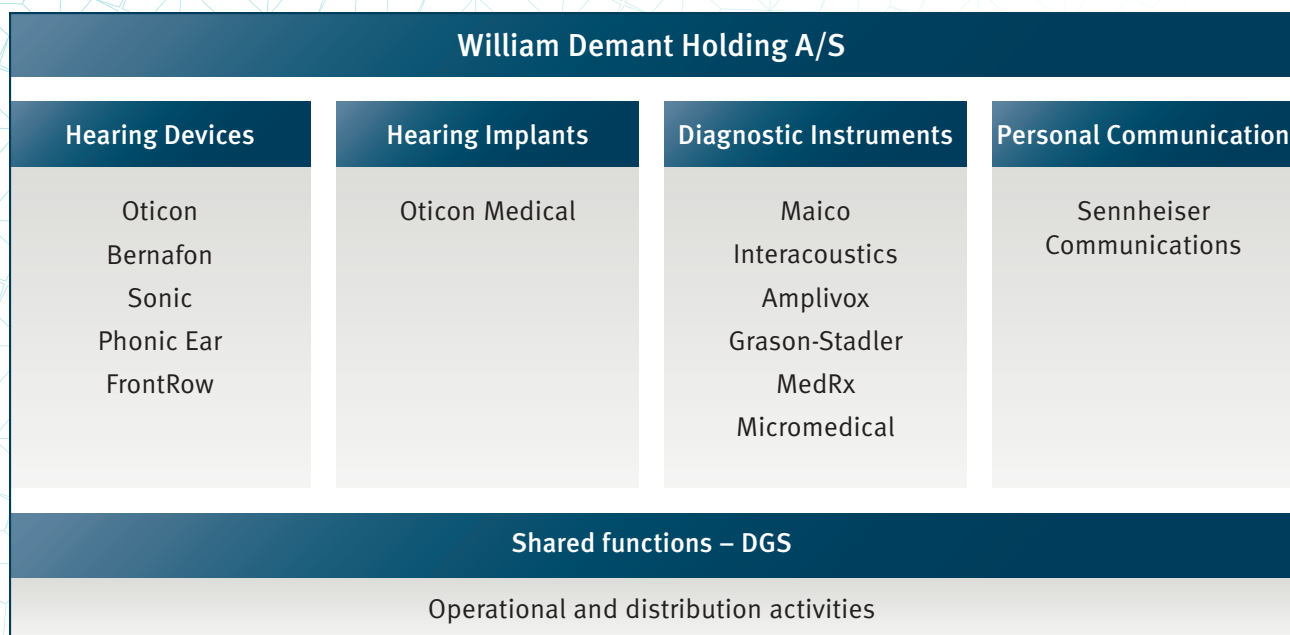 William Demant Holding A/S
Hearing Devices
Oticon
Bernafon
Sonic
Phonic Ear
FrontRow
Hearing Implants
Oticon Medical
Diagnostic Instruments
Maico
Interacoustics
Amplivox
Grason-Stadler
MedRx
Micromedical
Personal Communication
Sennheiser
Communications
Shared functions – DGS
Operational and distribution activities